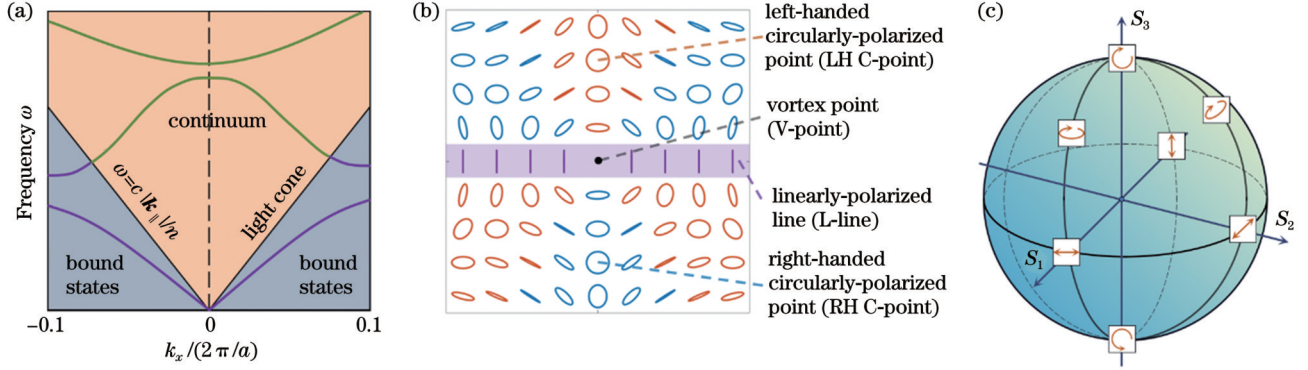 (a)
Frequency ω
continuum
ω=c |k∥|/n
light cone
bound
states
bound
states
−0.1
0
0.1
kₓ/(2π/a)
(b)
left-handed
circularly-polarized
point (LH C-point)
vortex point
(V-point)
linearly-polarized
line (L-line)
right-handed
circularly-polarized
point (RH C-point)
(c)
S₃
S₂
S₁